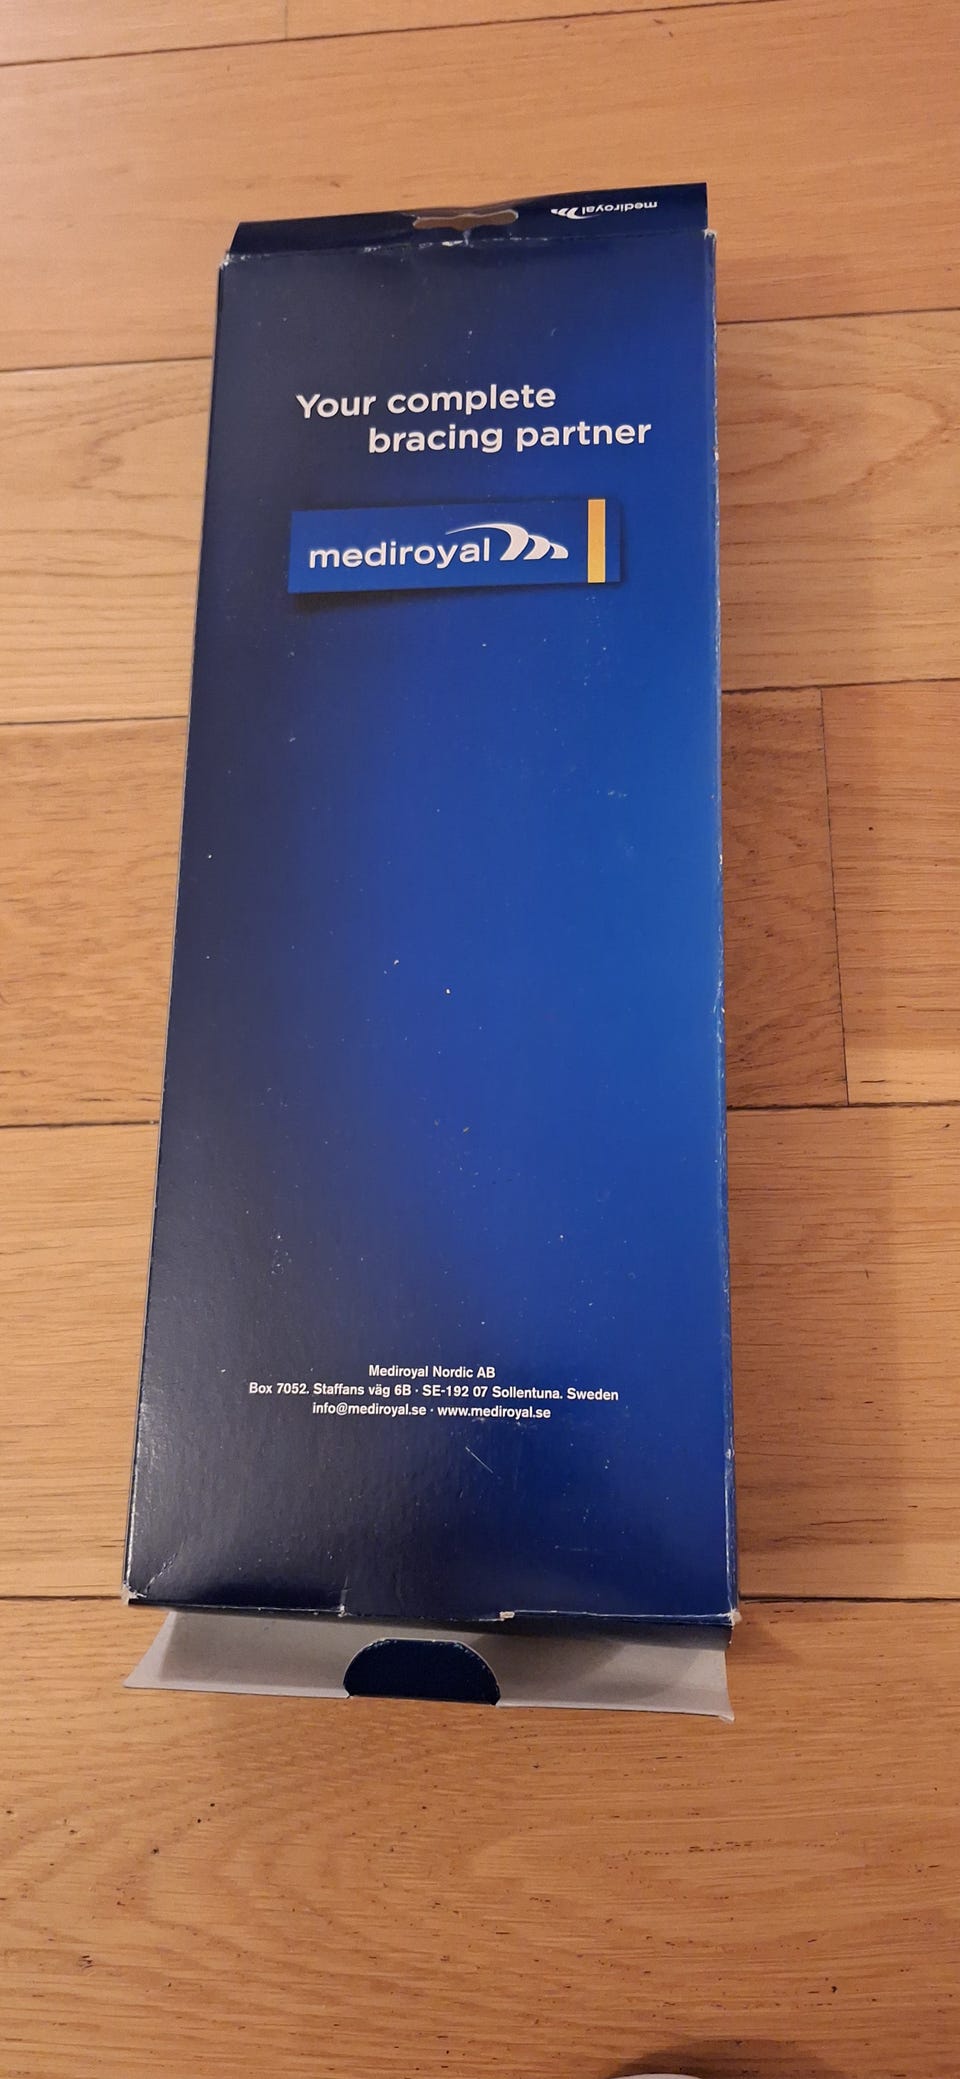 mediroyal
Your complete
bracing partner
mediroyal
Mediroyal Nordic AB
Box 7052. Staffans väg 6B · SE-192 07 Sollentuna. Sweden
info@mediroyal.se · www.mediroyal.se